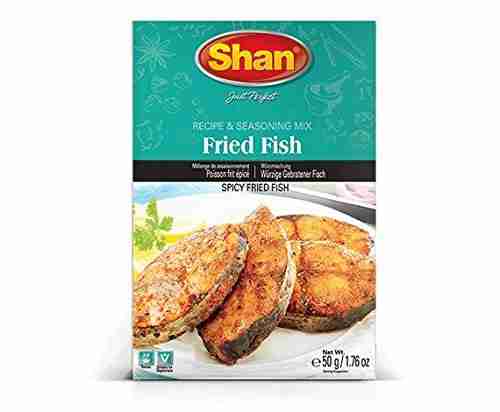 Shan
Just Perfect
RECIPE & SEASONING MIX
Fried Fish
Mélange de assaisonnement
Poisson frit épicé
Würzmischung
Würzige Gebratener Fisch
SPICY FRIED FISH
Net Wt.
e 50 g / 1.76 oz